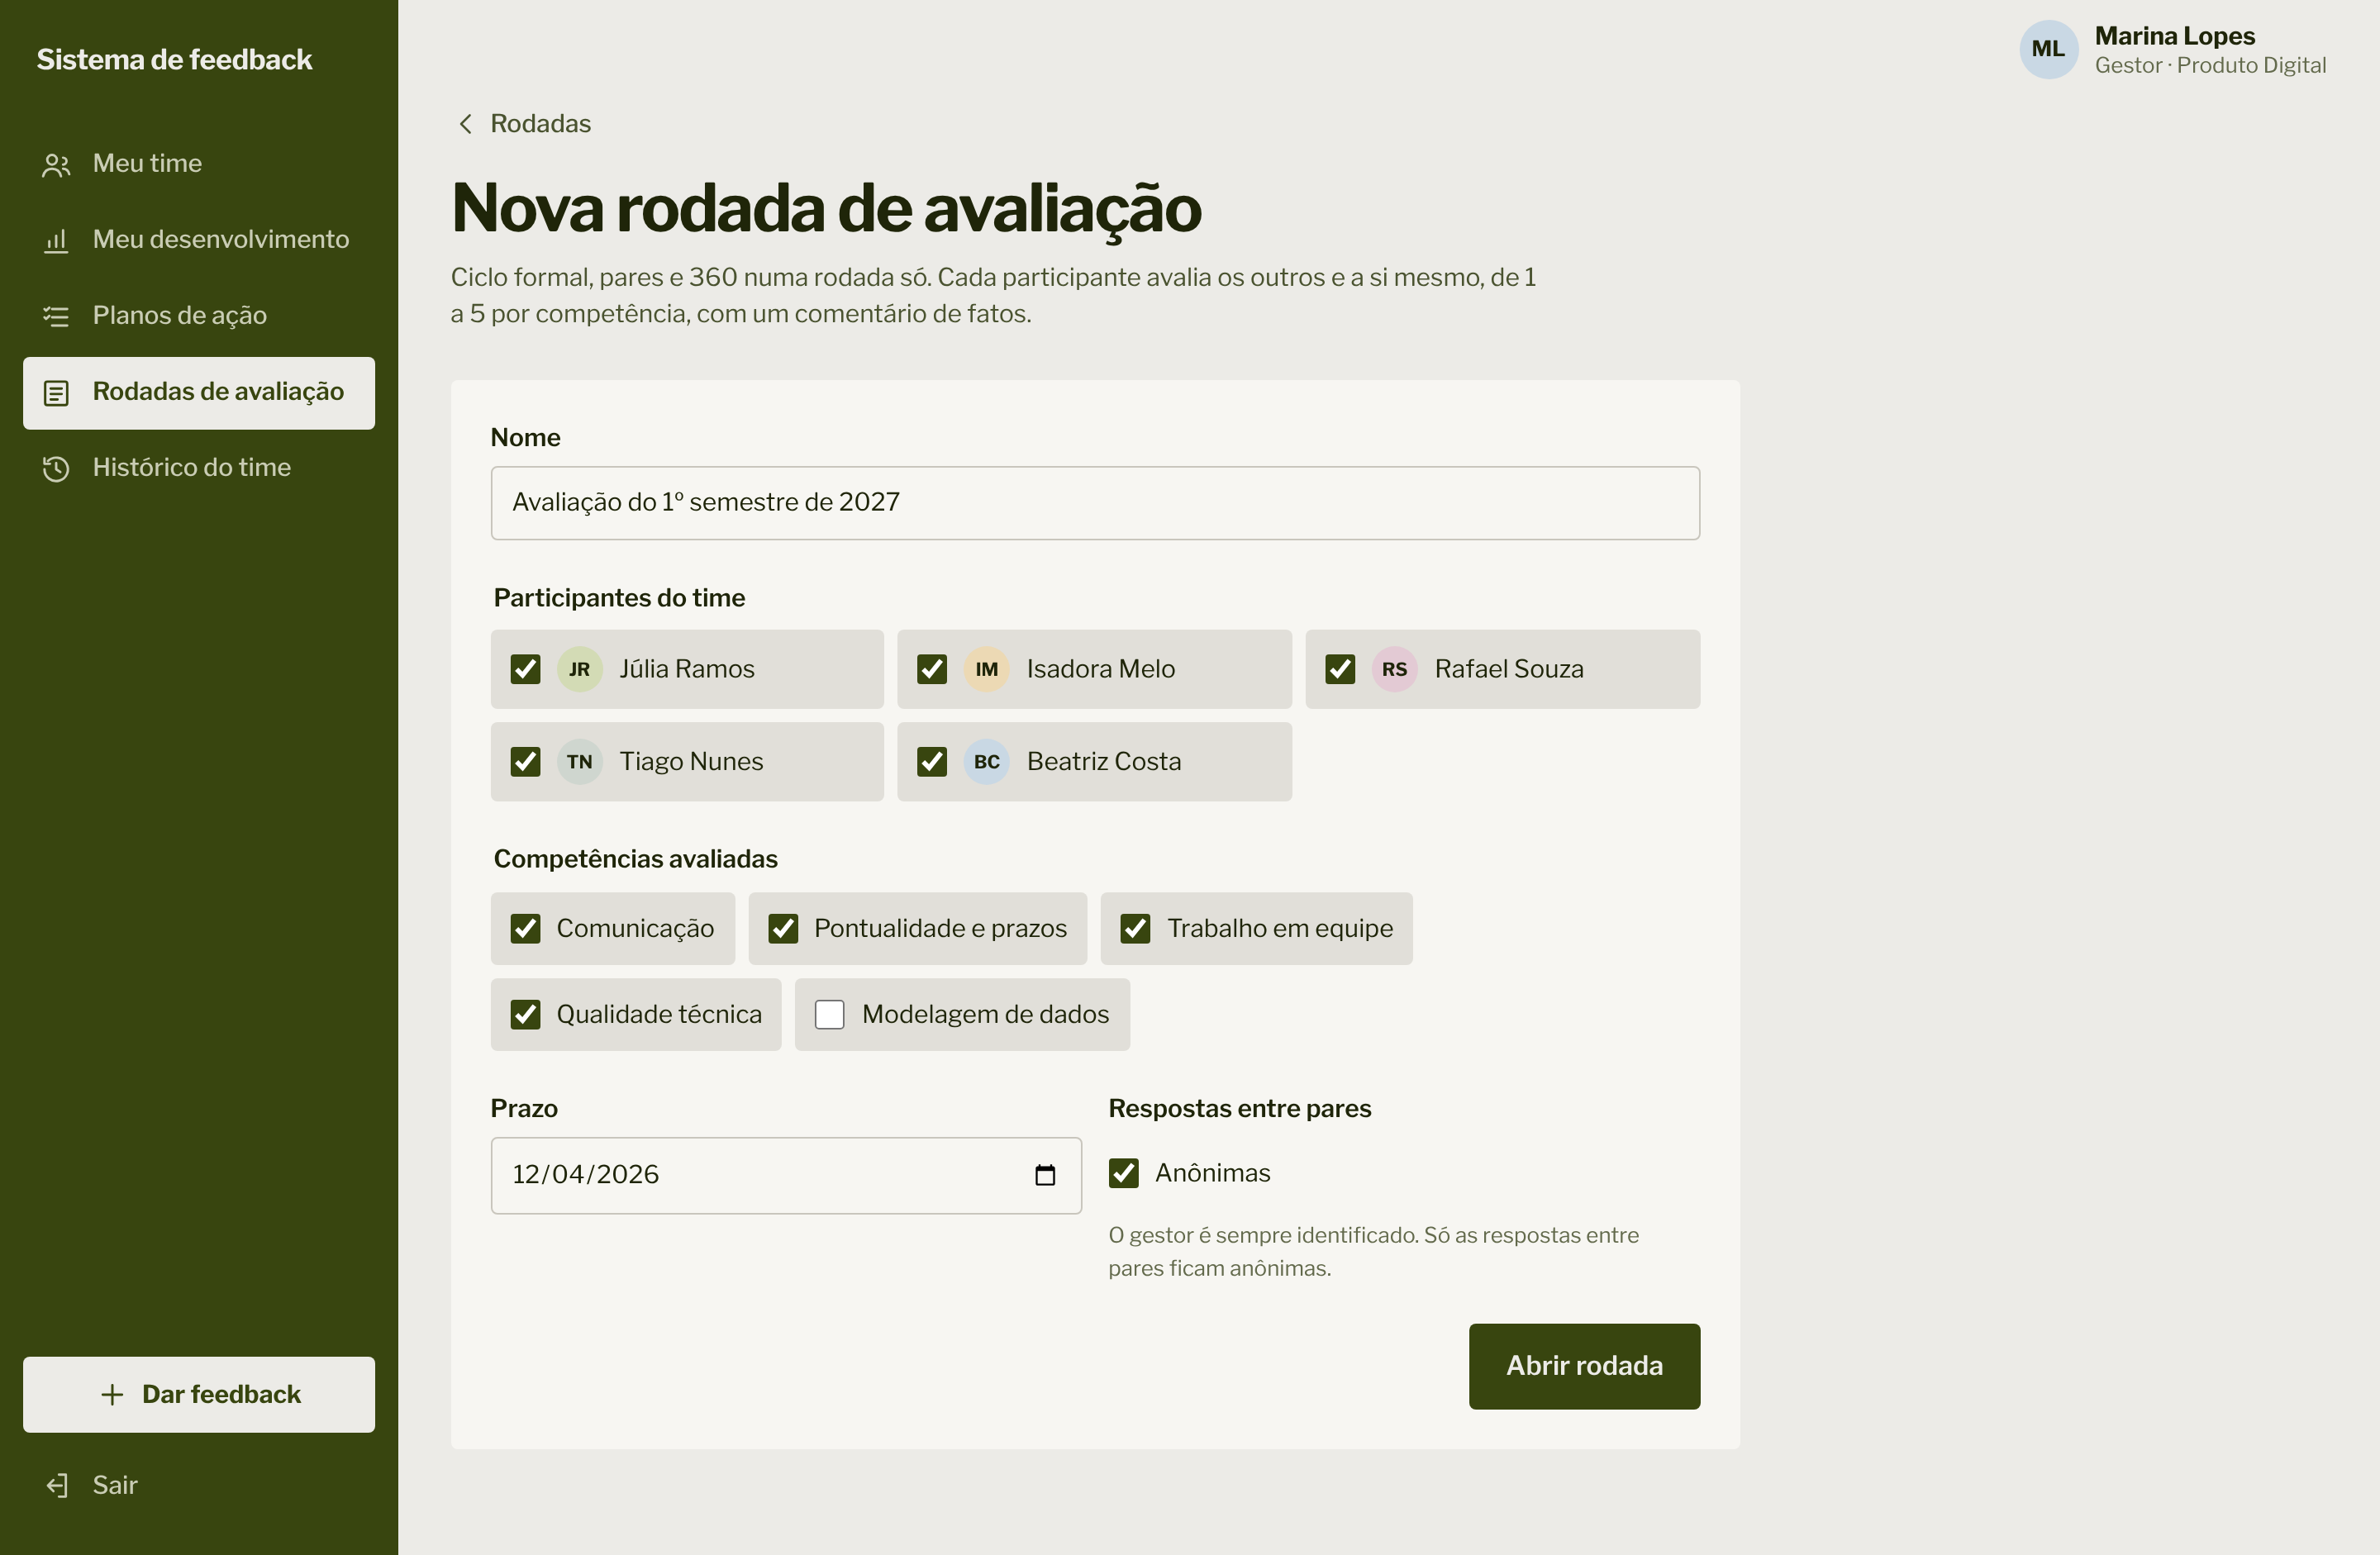 Sistema de feedback
Meu time
Meu desenvolvimento
Planos de ação
Rodadas de avaliação
Histórico do time
Dar feedback
Sair
ML
Marina Lopes
Gestor · Produto Digital
Rodadas
Nova rodada de avaliação
Ciclo formal, pares e 360 numa rodada só. Cada participante avalia os outros e a si mesmo, de 1
a 5 por competência, com um comentário de fatos.
Nome
Avaliação do 1º semestre de 2027
Participantes do time
JR Júlia Ramos
IM Isadora Melo
RS Rafael Souza
TN Tiago Nunes
BC Beatriz Costa
Competências avaliadas
Comunicação
Pontualidade e prazos
Trabalho em equipe
Qualidade técnica
Modelagem de dados
Prazo
12/04/2026
Respostas entre pares
Anônimas
O gestor é sempre identificado. Só as respostas entre
pares ficam anônimas.
Abrir rodada